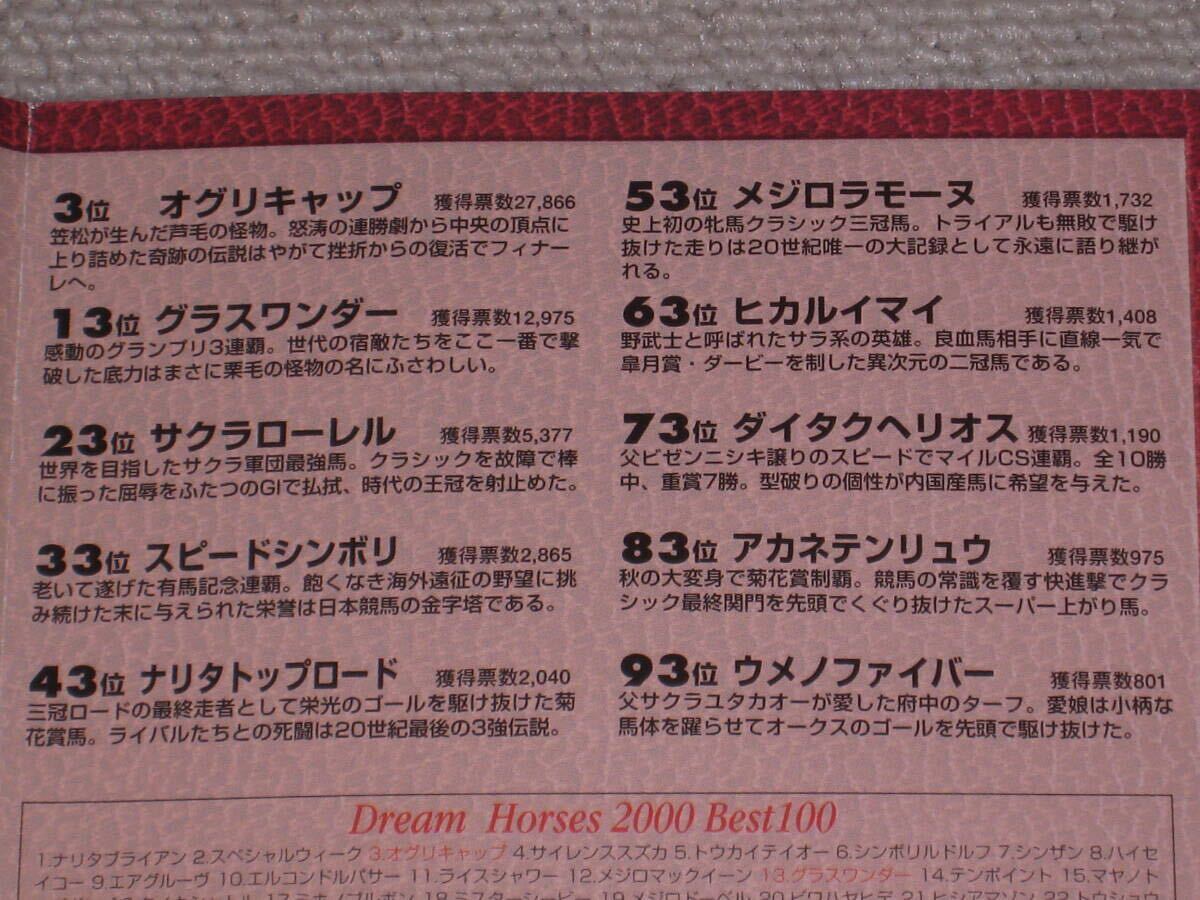 3位 オグリキャップ 獲得票数27,866
笠松が生んだ芦毛の怪物。怒涛の連勝劇から中央の頂点に
上り詰めた奇跡の伝説はやがて挫折からの復活でフィナー
レへ。
13位 グラスワンダー 獲得票数12,975
感動のグランプリ3連覇。世代の宿敵たちをここ一番で撃
破した底力はまさに栗毛の怪物の名にふさわしい。
23位 サクラローレル 獲得票数5,377
世界を目指したサクラ軍団最強馬。クラシックを故障で棒
に振った屈辱をふたつのGIで払拭、時代の王冠を射止めた。
33位 スピードシンボリ 獲得票数2,865
老いて遂げた有馬記念連覇。飽くなき海外遠征の野望に挑
み続けた末に与えられた栄誉は日本競馬の金字塔である。
43位 ナリタトップロード 獲得票数2,040
三冠ロードの最終走者として栄光のゴールを駆け抜けた菊
花賞馬。ライバルたちとの死闘は20世紀最後の3強伝説。
53位 メジロラモーヌ 獲得票数1,732
史上初の牝馬クラシック三冠馬。トライアルも無敗で駆け
抜けた走りは20世紀唯一の大記録として永遠に語り継が
れる。
63位 ヒカルイマイ 獲得票数1,408
野武士と呼ばれたサラ系の英雄。良血馬相手に直線一気で
皐月賞・ダービーを制した異次元の二冠馬である。
73位 ダイタクヘリオス 獲得票数1,190
父ビゼンニシキ譲りのスピードでマイルCS連覇。全10勝
中、重賞7勝。型破りの個性が内国産馬に希望を与えた。
83位 アカネテンリュウ 獲得票数975
秋の大変身で菊花賞制覇。競馬の常識を覆す快進撃でクラ
シック最終関門を先頭でくぐり抜けたスーパー上がり馬。
93位 ウメノファイバー 獲得票数801
父サクラユタカオーが愛した府中のターフ。愛娘は小柄な
馬体を躍らせてオークスのゴールを先頭で駆け抜けた。
Dream Horses 2000 Best100
1.ナリタブライアン 2.スペシャルウィーク 3.オグリキャップ 4.サイレンススズカ 5.トウカイテイオー 6.シンボリルドルフ 7.シンザン 8.ハイセ
イコー 9.エアグルーヴ 10.エルコンドルパサー 11.ライスシャワー 12.メジロマックイーン 13.グラスワンダー 14.テンポイント 15.マヤノト